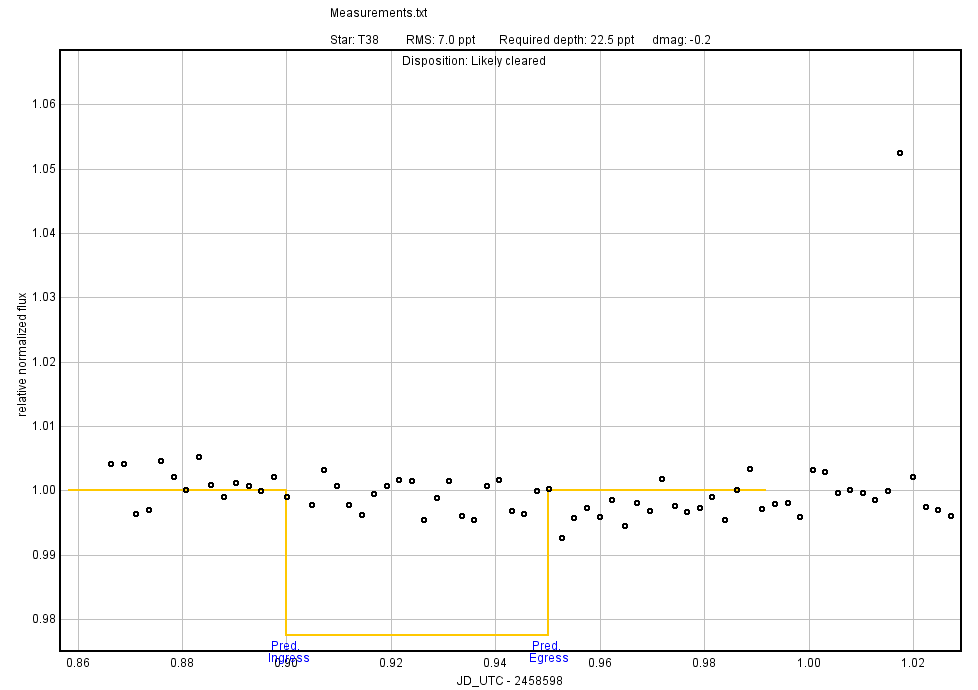 Measurements.txt
Star: T38 RMS: 7.0 ppt Required depth: 22.5 ppt dmag: -0.2
Disposition: Likely cleared
1.06
1.05
1.04
1.03
1.02
1.01
1.00
0.99
0.98
relative normalized flux
Pred. Pred.
Ingress Egress
0.86 0.88 0.90 0.92 0.94 0.96 0.98 1.00 1.02
JD_UTC - 2458598